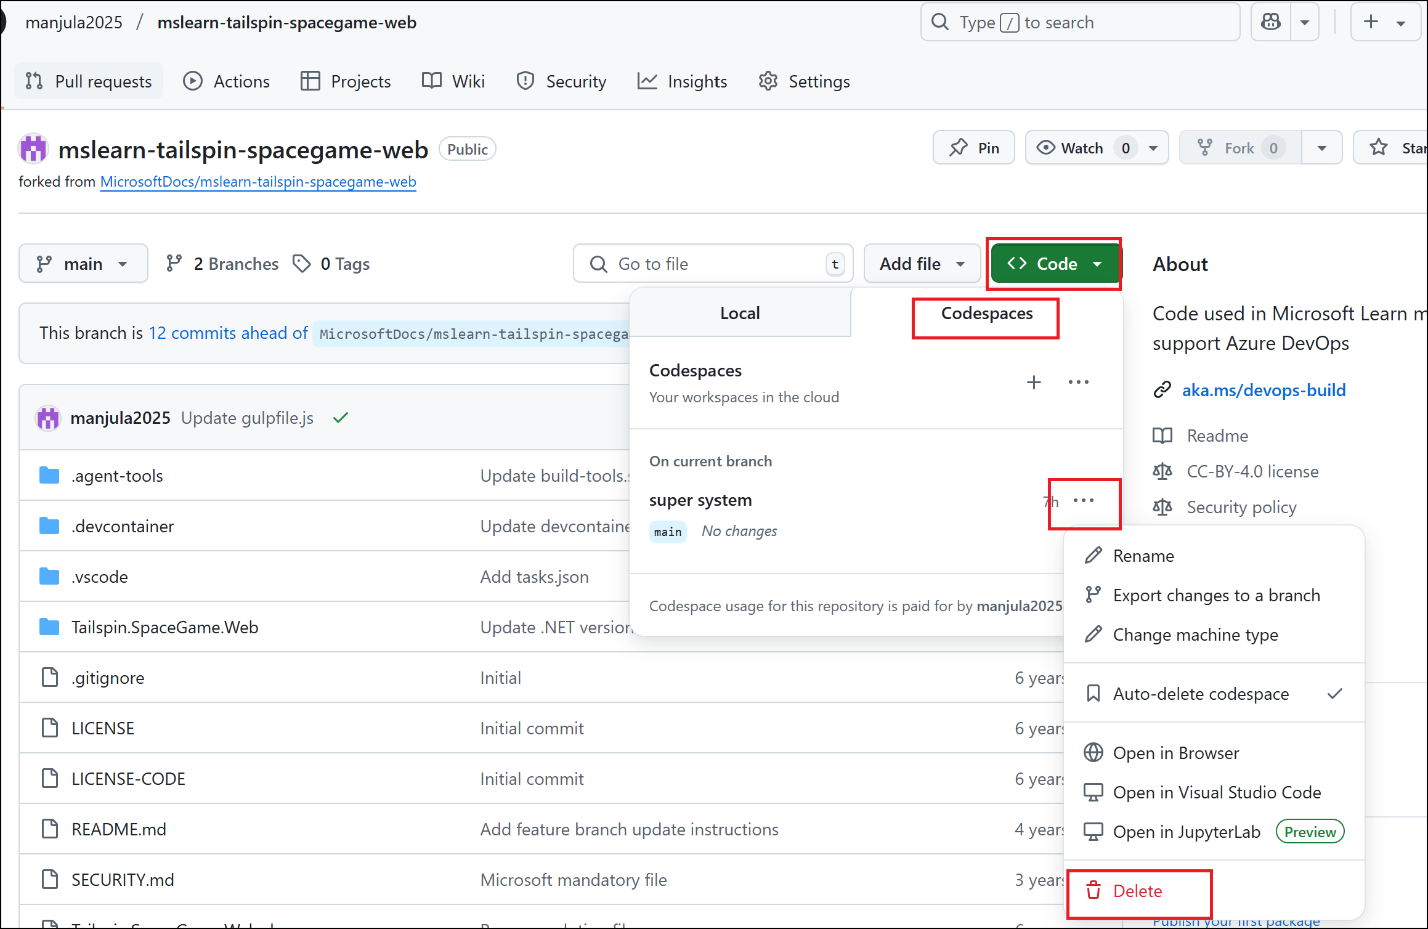 manjula2025 / mslearn-tailspin-spacegame-web
Type / to search
Pull requests Actions Projects Wiki Security Insights Settings
mslearn-tailspin-spacegame-web Public
Pin Watch 0 Fork 0 Star
forked from MicrosoftDocs/mslearn-tailspin-spacegame-web
main 2 Branches 0 Tags
Go to file t
Add file
Code
About
Code used in Microsoft Learn m
support Azure DevOps
aka.ms/devops-build
Readme
CC-BY-4.0 license
Security policy
This branch is 12 commits ahead of MicrosoftDocs/mslearn-tailspin-spacega
Local Codespaces
Codespaces
Your workspaces in the cloud
On current branch
super system 7h
main No changes
Codespace usage for this repository is paid for by manjula2025
Rename
Export changes to a branch
Change machine type
Auto-delete codespace
Open in Browser
Open in Visual Studio Code
Open in JupyterLab Preview
Delete
Publish your first package
manjula2025 Update gulpfile.js
.agent-tools Update build-tools.s
.devcontainer Update devcontaine
.vscode Add tasks.json
Tailspin.SpaceGame.Web Update .NET version
.gitignore Initial 6 years
LICENSE Initial commit 6 years
LICENSE-CODE Initial commit 6 years
README.md Add feature branch update instructions 4 years
SECURITY.md Microsoft mandatory file 3 years